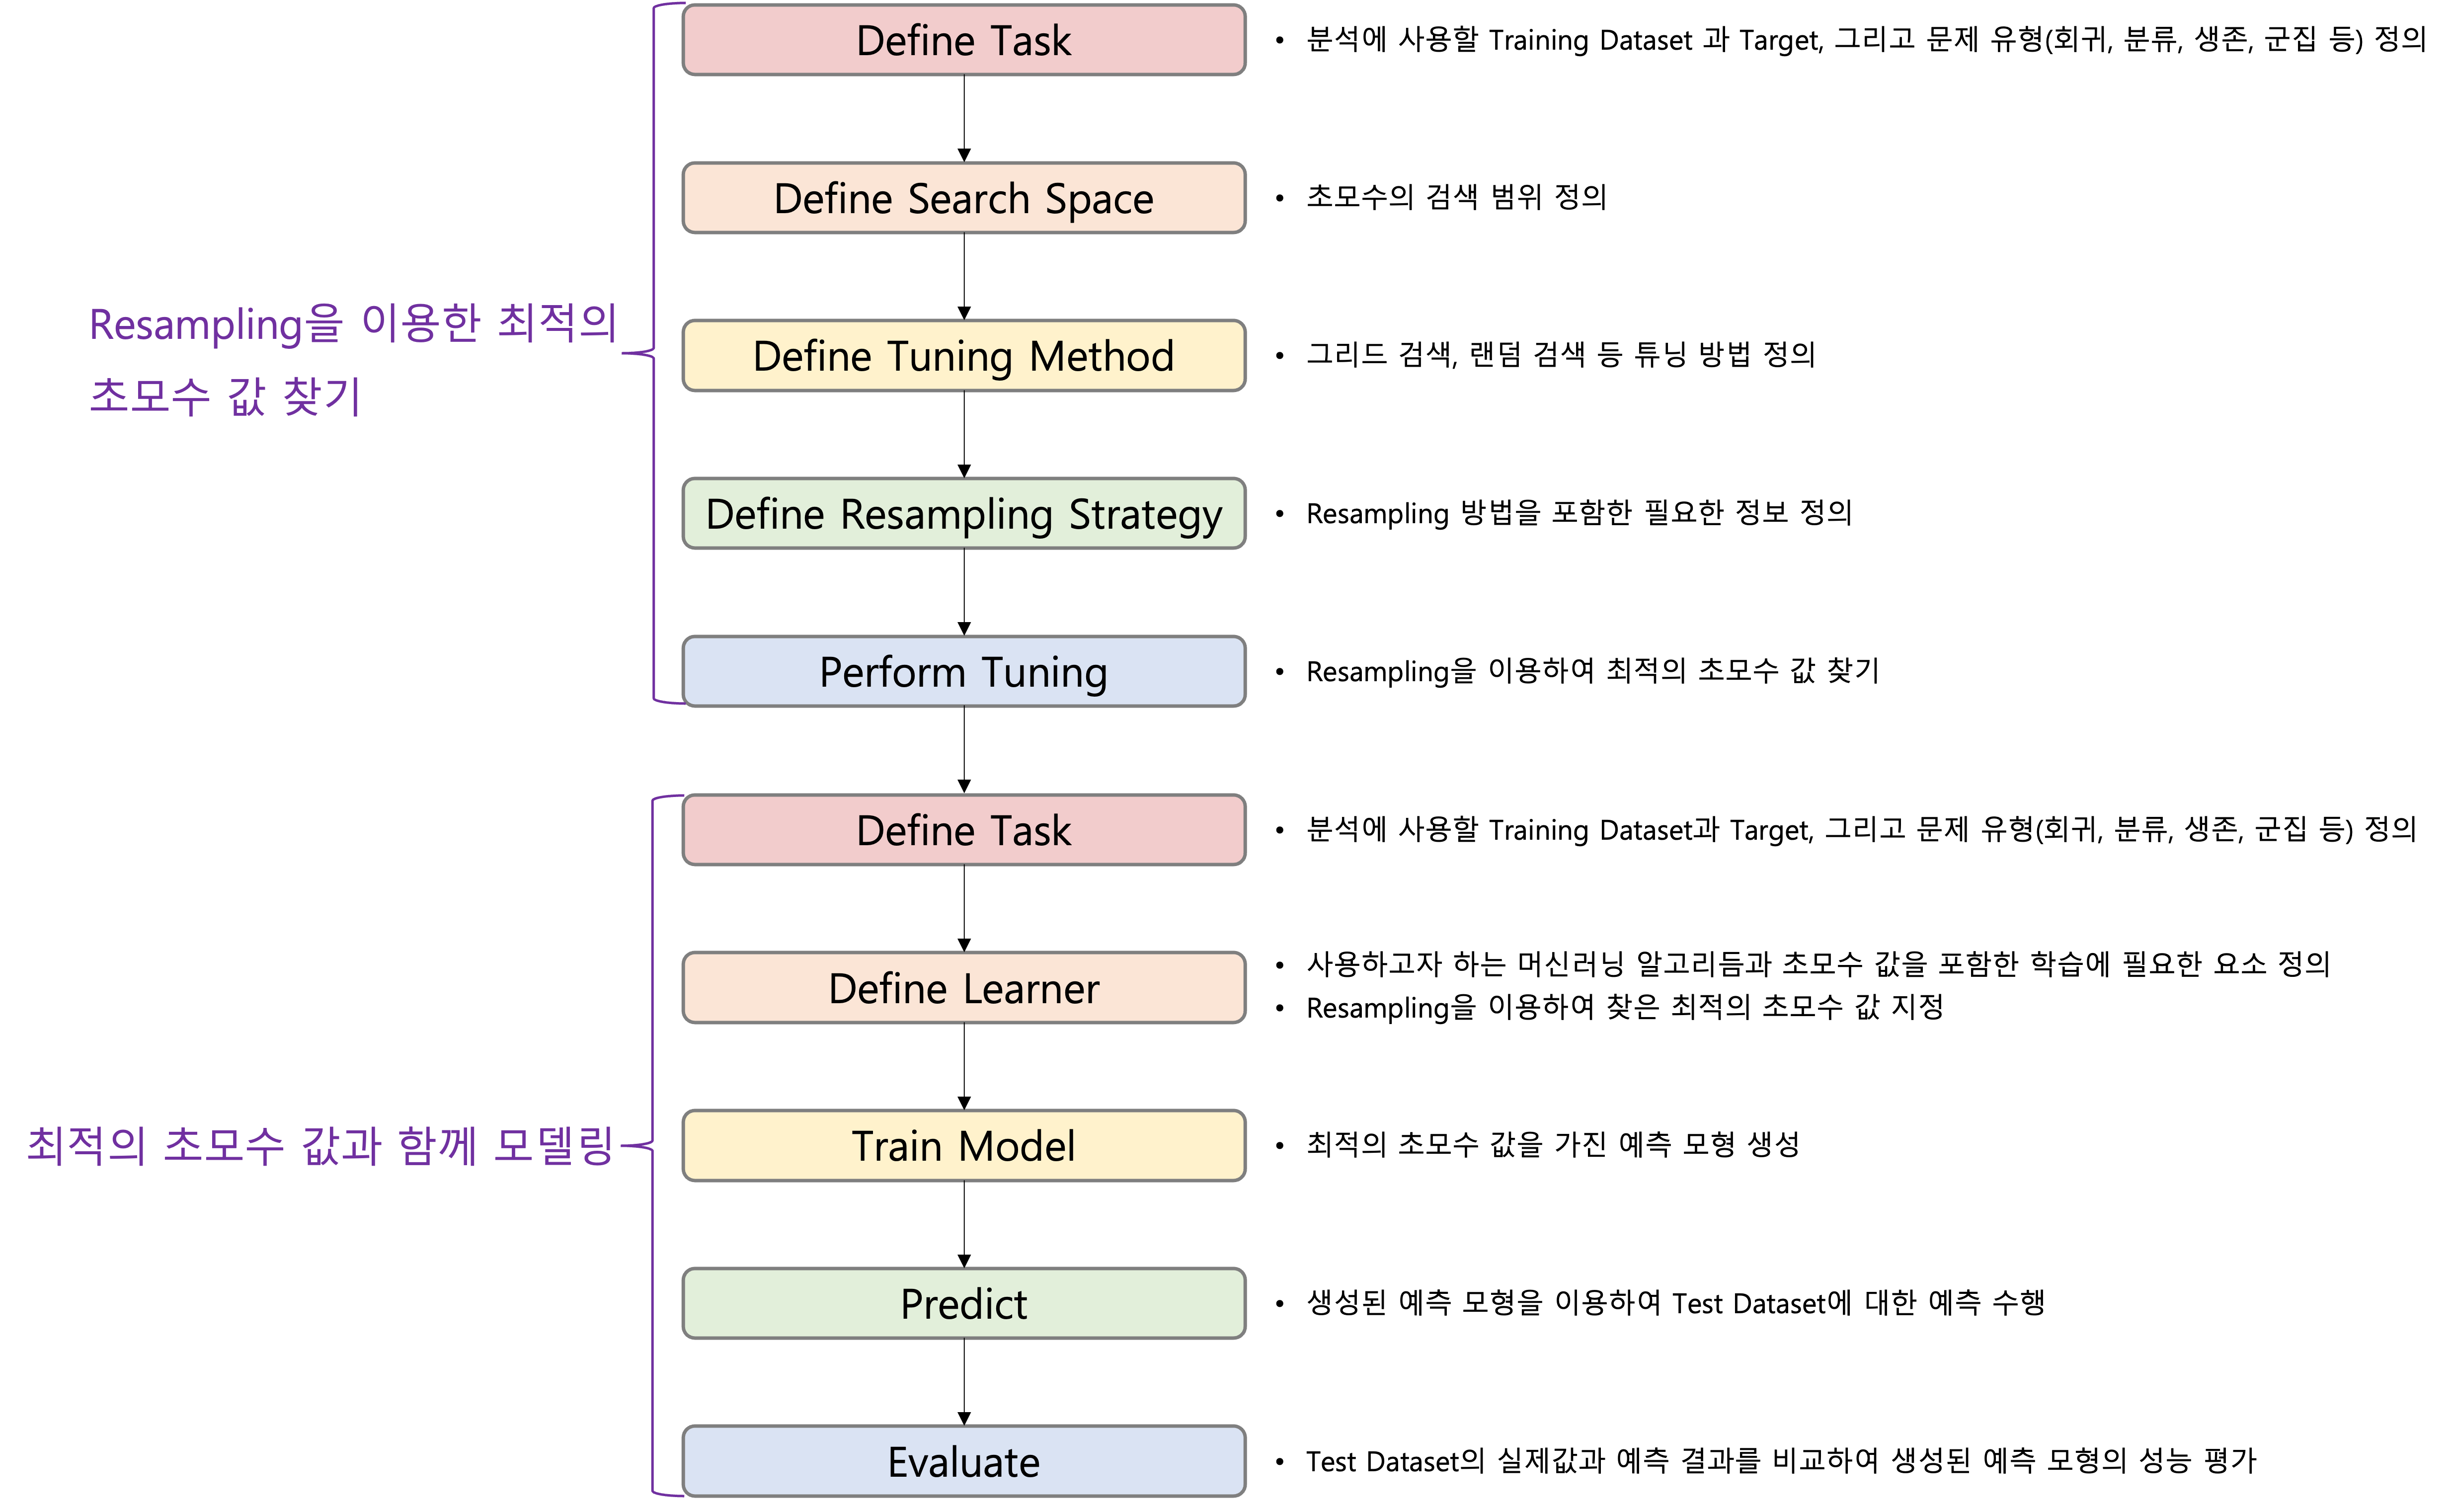 Define Task
• 분석에 사용할 Training Dataset 과 Target, 그리고 문제 유형(회귀, 분류, 생존, 군집 등) 정의
Define Search Space
• 초모수의 검색 범위 정의
Resampling을 이용한 최적의
초모수 값 찾기
Define Tuning Method
• 그리드 검색, 랜덤 검색 등 튜닝 방법 정의
Define Resampling Strategy
• Resampling 방법을 포함한 필요한 정보 정의
Perform Tuning
• Resampling을 이용하여 최적의 초모수 값 찾기
Define Task
• 분석에 사용할 Training Dataset과 Target, 그리고 문제 유형(회귀, 분류, 생존, 군집 등) 정의
Define Learner
• 사용하고자 하는 머신러닝 알고리듬과 초모수 값을 포함한 학습에 필요한 요소 정의
• Resampling을 이용하여 찾은 최적의 초모수 값 지정
최적의 초모수 값과 함께 모델링
Train Model
• 최적의 초모수 값을 가진 예측 모형 생성
Predict
• 생성된 예측 모형을 이용하여 Test Dataset에 대한 예측 수행
Evaluate
• Test Dataset의 실제값과 예측 결과를 비교하여 생성된 예측 모형의 성능 평가